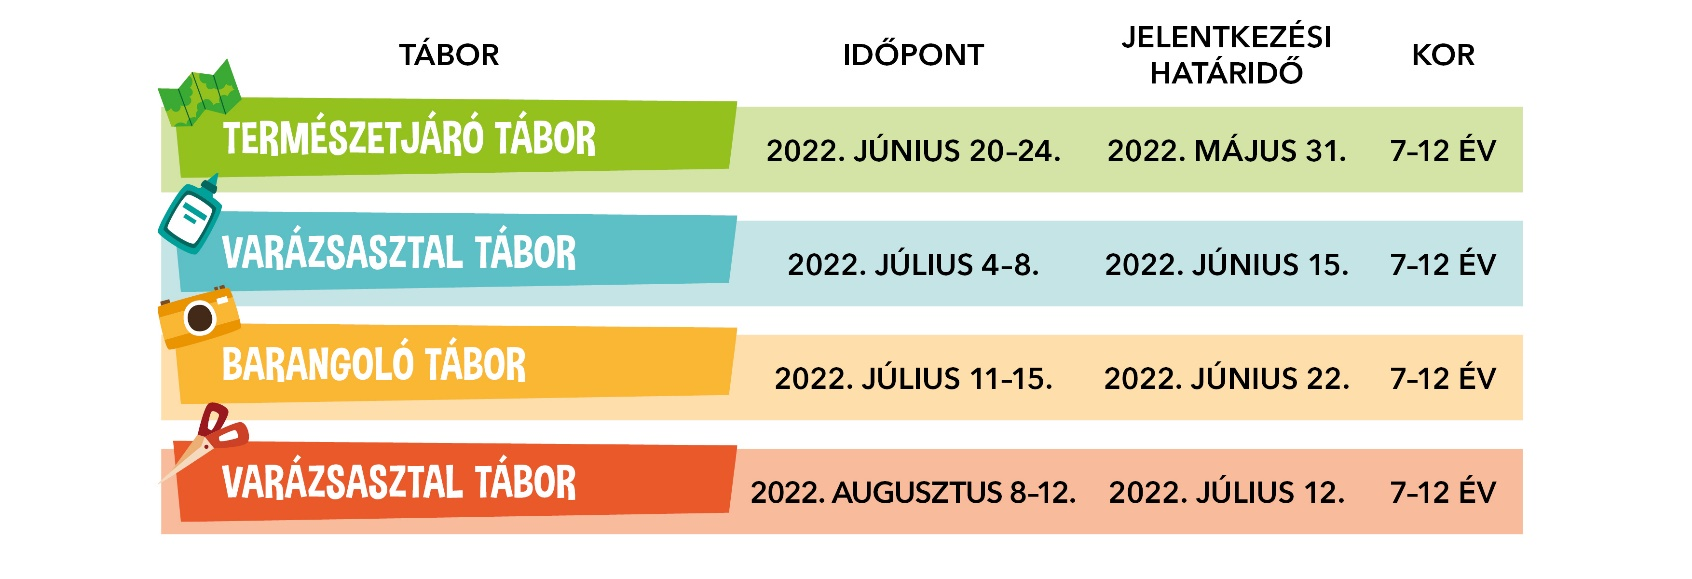 TÁBOR IDŐPONT JELENTKEZÉSI HATÁRIDŐ KOR
TERMÉSZETJÁRÓ TÁBOR 2022. JÚNIUS 20–24. 2022. MÁJUS 31. 7–12 ÉV
VARÁZSASZTAL TÁBOR 2022. JÚLIUS 4–8. 2022. JÚNIUS 15. 7–12 ÉV
BARANGOLÓ TÁBOR 2022. JÚLIUS 11–15. 2022. JÚNIUS 22. 7–12 ÉV
VARÁZSASZTAL TÁBOR 2022. AUGUSZTUS 8–12. 2022. JÚLIUS 12. 7–12 ÉV